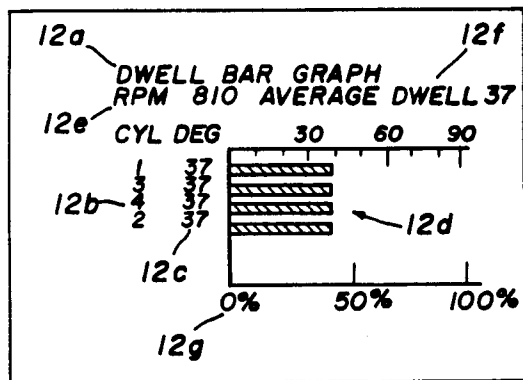 12a 12f
DWELL BAR GRAPH
RPM 810 AVERAGE DWELL 37
12e
CYL DEG 30 60 90
1 37
3 37
12b 4 37
2 37 12d
12c
0% 50% 100%
12g